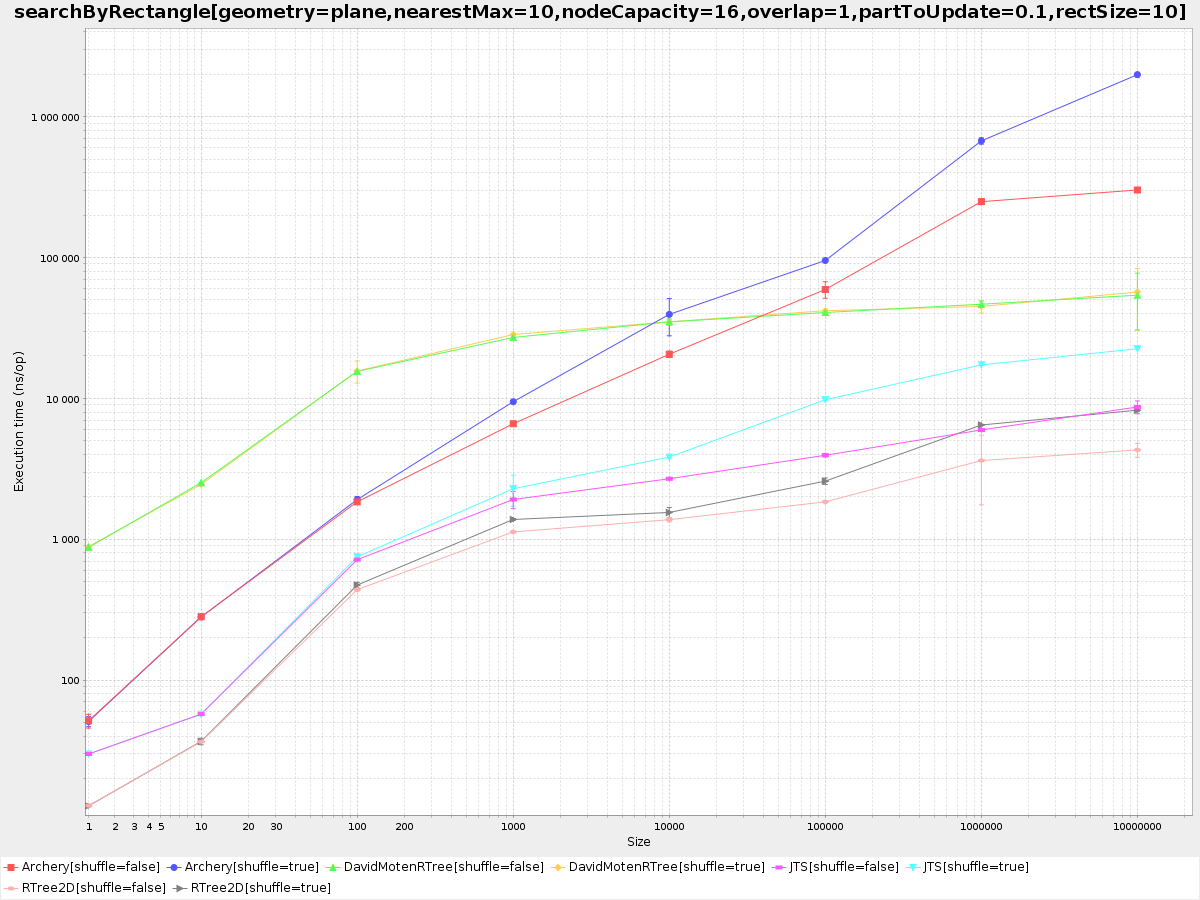 searchByRectangle[geometry=plane,nearestMax=10,nodeCapacity=16,overlap=1,partToUpdate=0.1,rectSize=10]
Execution time (ns/op)
1 000 000
100 000
10 000
1 000
100
1 2 3 4 5 10 20 30 100 200 1000 10000 100000 1000000 10000000
Size
Archery[shuffle=false] Archery[shuffle=true] DavidMotenRTree[shuffle=false] DavidMotenRTree[shuffle=true] JTS[shuffle=false] JTS[shuffle=true]
RTree2D[shuffle=false] RTree2D[shuffle=true]